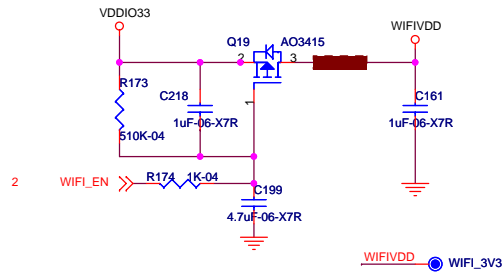 VDDIO33
WIFIVDD
Q19
AO3415
2
3
R173
C218
1
C161
1uF-06-X7R
1uF-06-X7R
510K-04
2
WIFI_EN
R174
1K-04
C199
4.7uF-06-X7R
WIFIVDD
WIFI_3V3